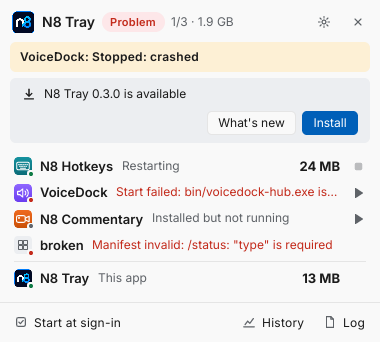 N8 Tray Problem 1/3 · 1.9 GB
VoiceDock: Stopped: crashed
N8 Tray 0.3.0 is available
What's new Install
N8 Hotkeys Restarting 24 MB
VoiceDock Start failed: bin/voicedock-hub.exe is...
N8 Commentary Installed but not running
broken Manifest invalid: /status: "type" is required
N8 Tray This app 13 MB
Start at sign-in History Log